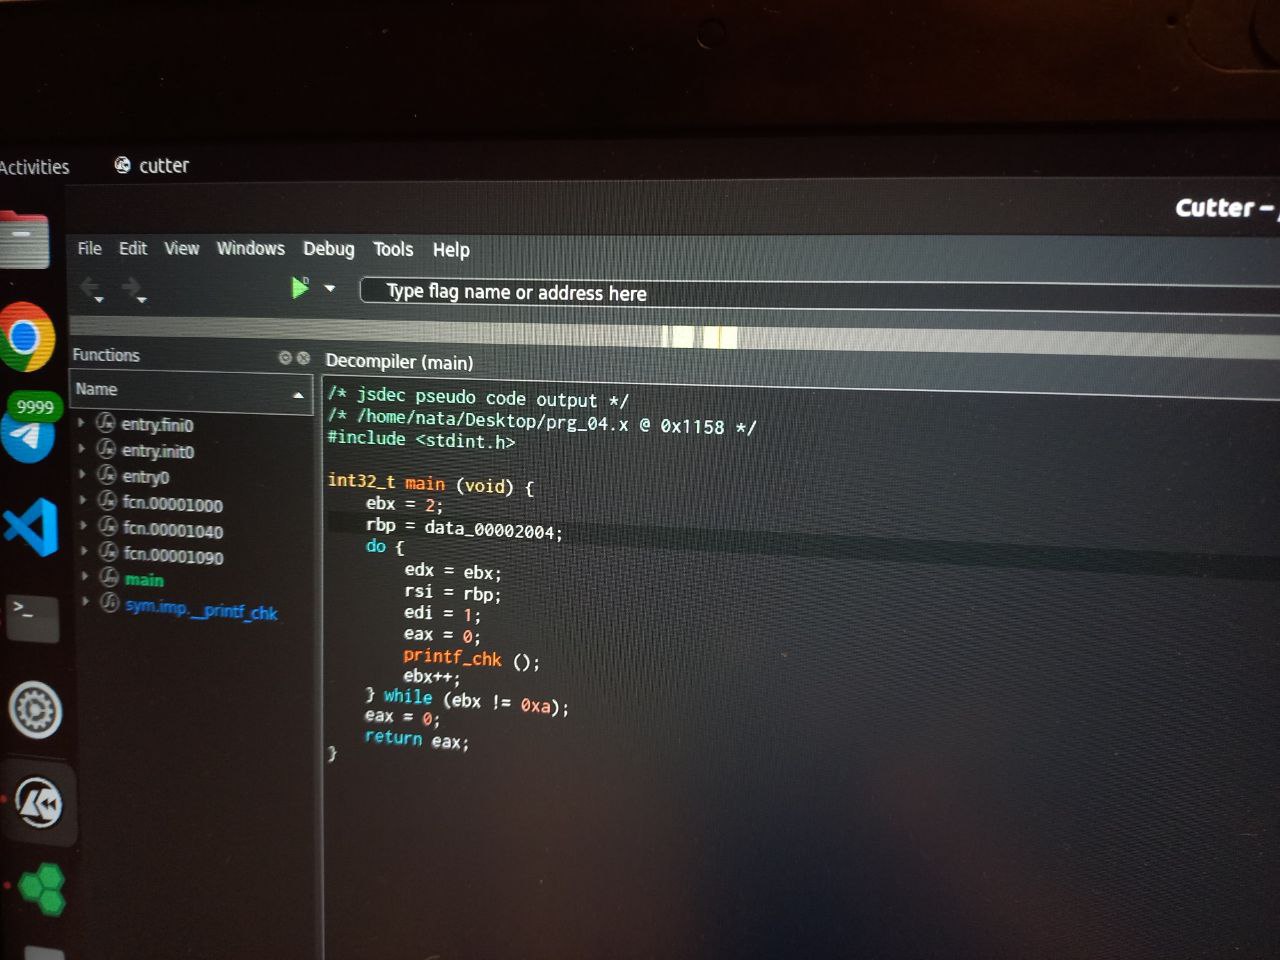 Activities
cutter
Cutter –
File Edit View Windows Debug Tools Help
Type flag name or address here
Functions
Decompiler (main)
Name
9999
entry.fini0
entry.init0
entry0
fcn.00001000
fcn.00001040
fcn.00001090
main
sym.imp.__printf_chk
/* jsdec pseudo code output */
/* /home/nata/Desktop/prg_04.x @ 0x1158 */
#include <stdint.h>
int32_t main (void) {
ebx = 2;
rbp = data_00002004;
do {
edx = ebx;
rsi = rbp;
edi = 1;
eax = 0;
printf_chk ();
ebx++;
} while (ebx != 0xa);
eax = 0;
return eax;
}